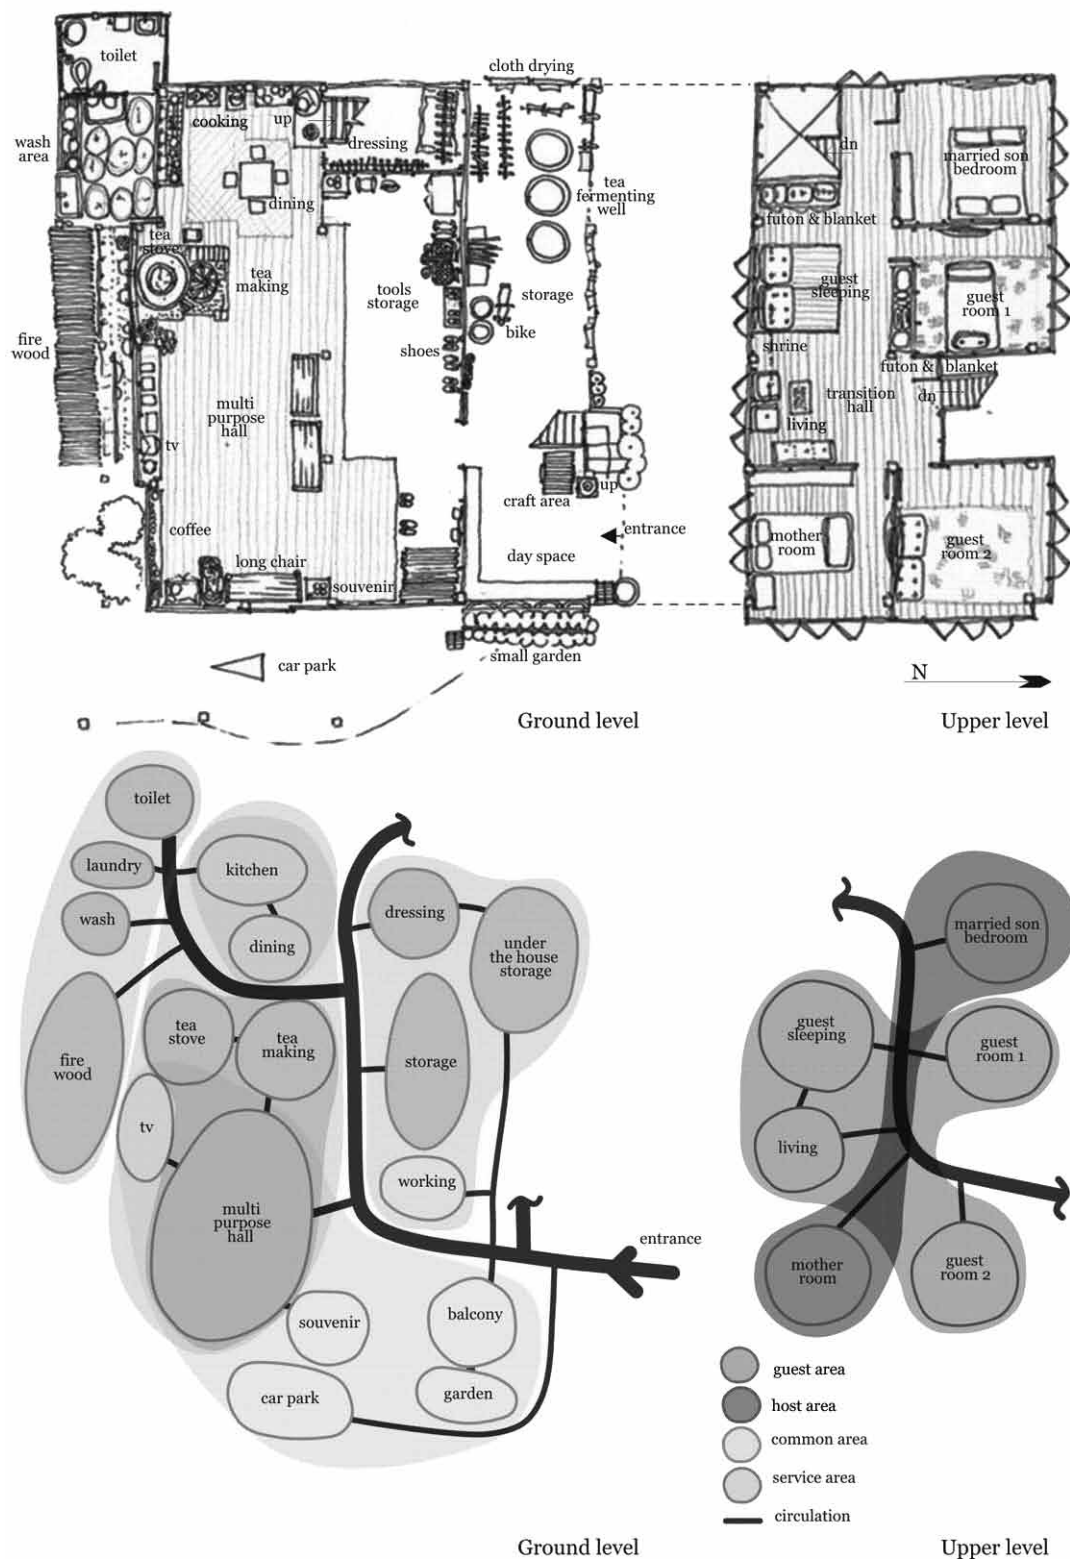 toilet
cloth drying
cooking
up
dressing
dn
wash
area
married son
bedroom
tea
fermenting
well
dining
futon & blanket
tea
stove
tea
making
guest
sleeping
tools
storage
storage
guest
room 1
fire
wood
bike
shoes
shrine
futon & blanket
multi
purpose
hall
transition
hall
dn
living
tv
up
craft area
coffee
entrance
mother
room
guest
room 2
day space
long chair
souvenir
small garden
car park
N
Ground level
Upper level
toilet
laundry
kitchen
wash
dining
dressing
under
the house
storage
married son
bedroom
tea
stove
tea
making
guest
sleeping
guest
room 1
fire
wood
storage
tv
living
working
multi
purpose
hall
entrance
mother
room
guest
room 2
souvenir
balcony
car park
garden
guest area
host area
common area
service area
circulation
Ground level
Upper level